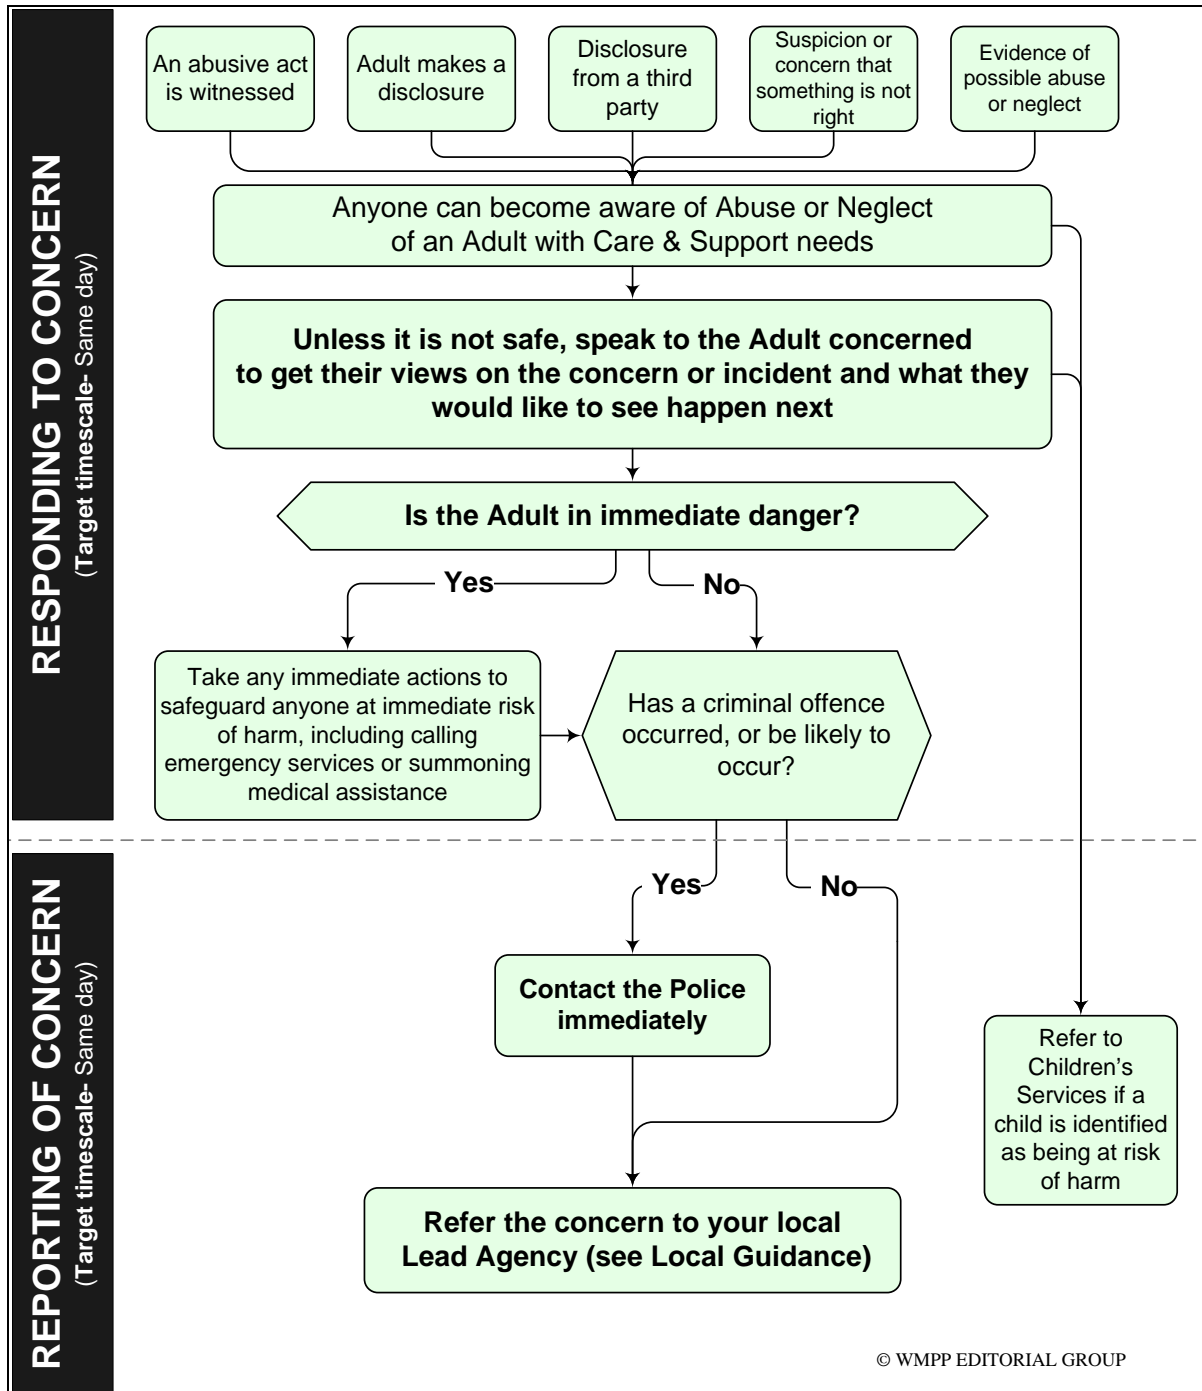 RESPONDING TO CONCERN
(Target timescale- Same day)
An abusive act
is witnessed
Adult makes a
disclosure
Disclosure
from a third
party
Suspicion or
concern that
something is not
right
Evidence of
possible abuse
or neglect
Anyone can become aware of Abuse or Neglect
of an Adult with Care & Support needs
Unless it is not safe, speak to the Adult concerned
to get their views on the concern or incident and what they
would like to see happen next
Is the Adult in immediate danger?
Yes
No
Take any immediate actions to
safeguard anyone at immediate risk
of harm, including calling
emergency services or summoning
medical assistance
Has a criminal offence
occurred, or be likely to
occur?
REPORTING OF CONCERN
(Target timescale- Same day)
Yes
No
Contact the Police
immediately
Refer to
Children's
Services if a
child is identified
as being at risk
of harm
Refer the concern to your local
Lead Agency (see Local Guidance)
© WMPP EDITORIAL GROUP